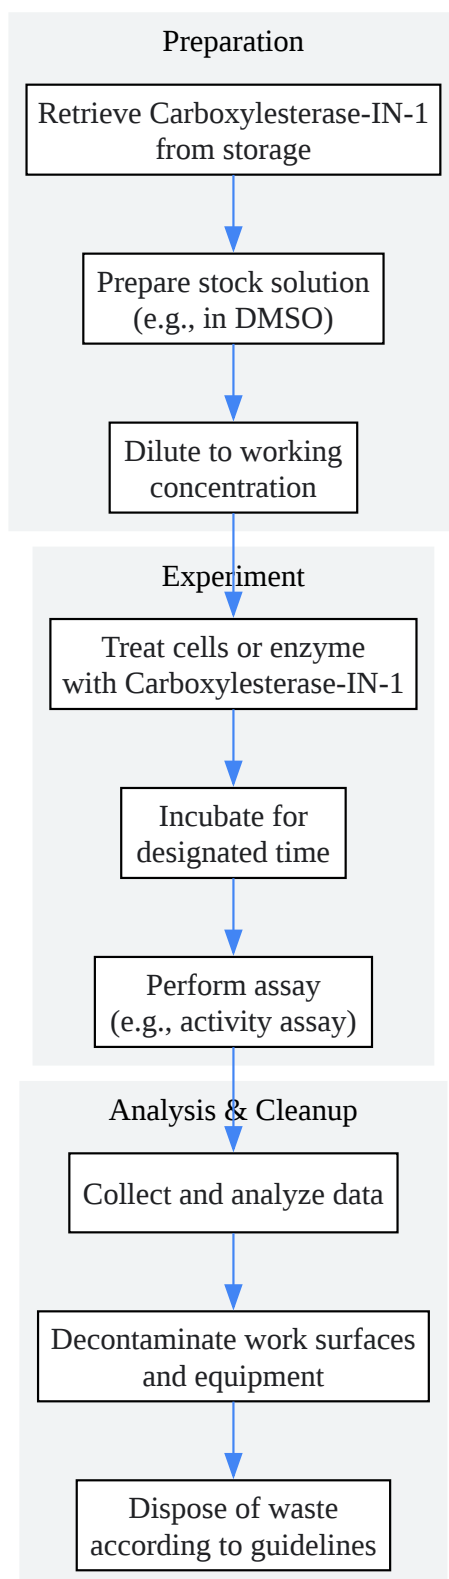 Preparation
Retrieve Carboxylesterase-IN-1
from storage
Prepare stock solution
(e.g., in DMSO)
Dilute to working
concentration
Experiment
Treat cells or enzyme
with Carboxylesterase-IN-1
Incubate for
designated time
Perform assay
(e.g., activity assay)
Analysis & Cleanup
Collect and analyze data
Decontaminate work surfaces
and equipment
Dispose of waste
according to guidelines